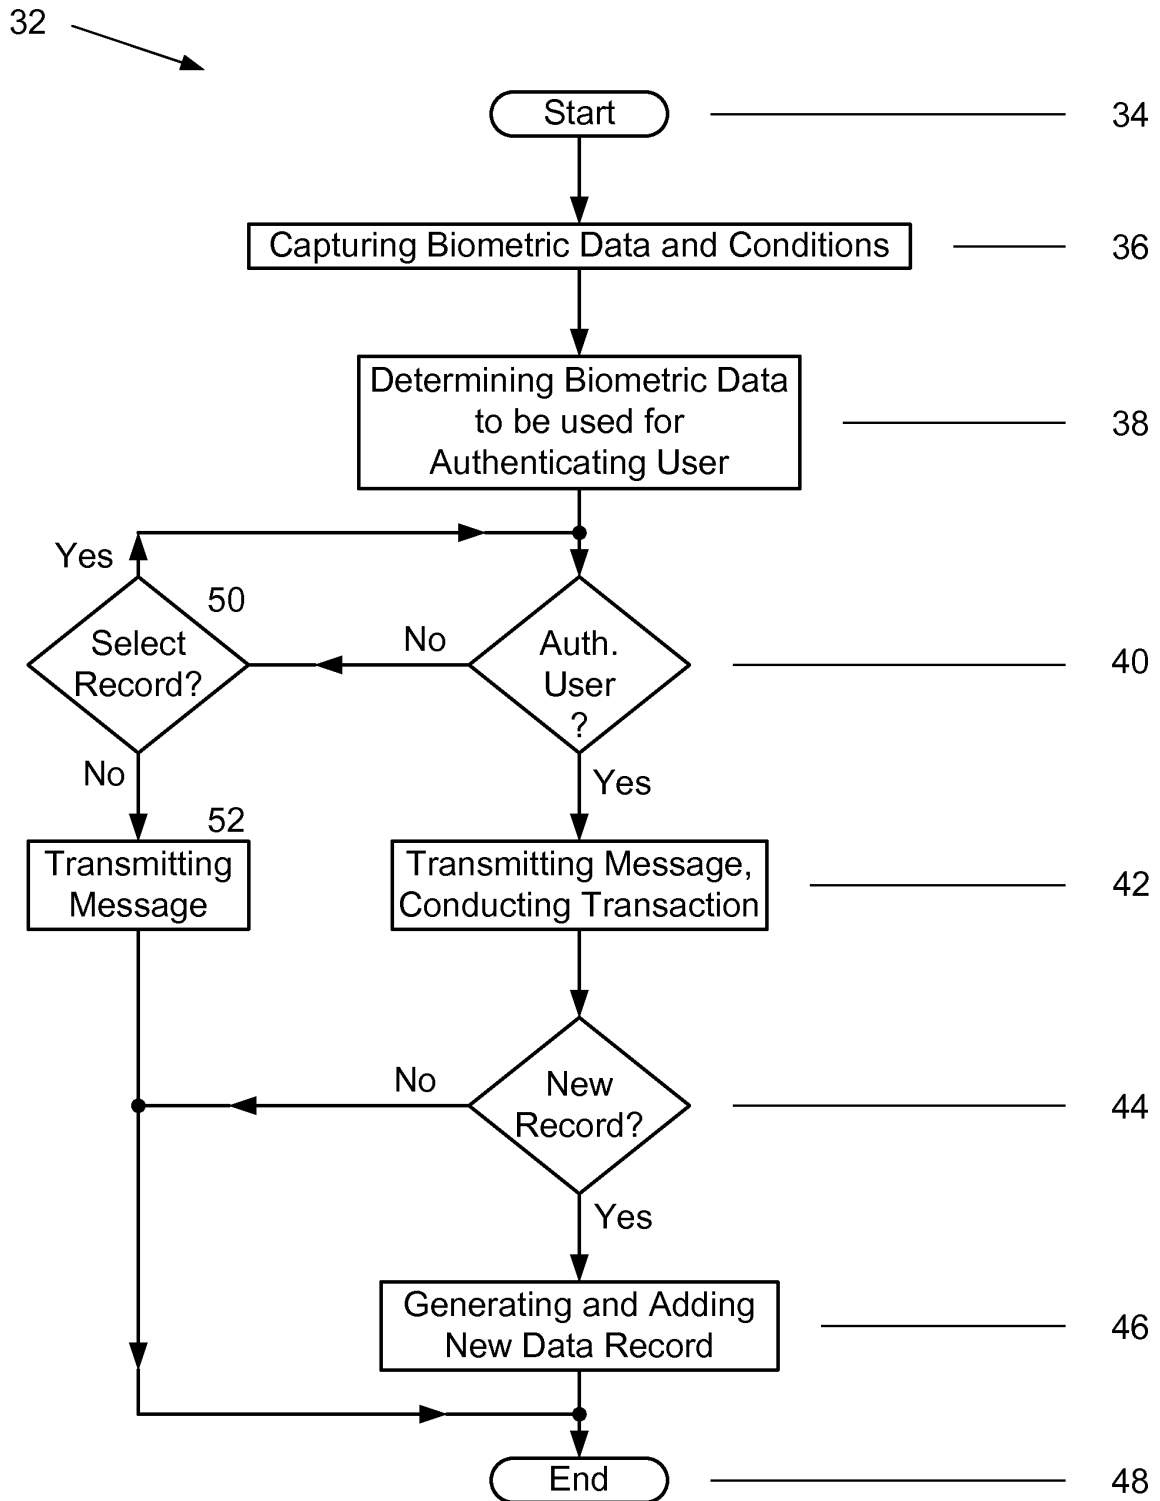 32
Start
34
Capturing Biometric Data and Conditions
36
Determining Biometric Data
to be used for
Authenticating User
38
Yes
50
Select
Record?
No
Auth.
User
?
40
No
Yes
52
Transmitting
Message
Transmitting Message,
Conducting Transaction
42
No
New
Record?
44
Yes
Generating and Adding
New Data Record
46
End
48